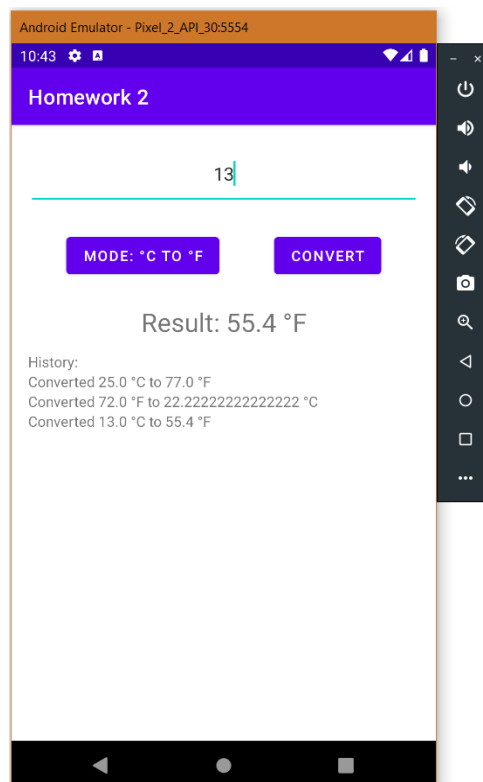 Android Emulator - Pixel_2_API_30:5554
10:43
Homework 2
13
MODE: °C TO °F
CONVERT
Result: 55.4 °F
History:
Converted 25.0 °C to 77.0 °F
Converted 72.0 °F to 22.22222222222222 °C
Converted 13.0 °C to 55.4 °F